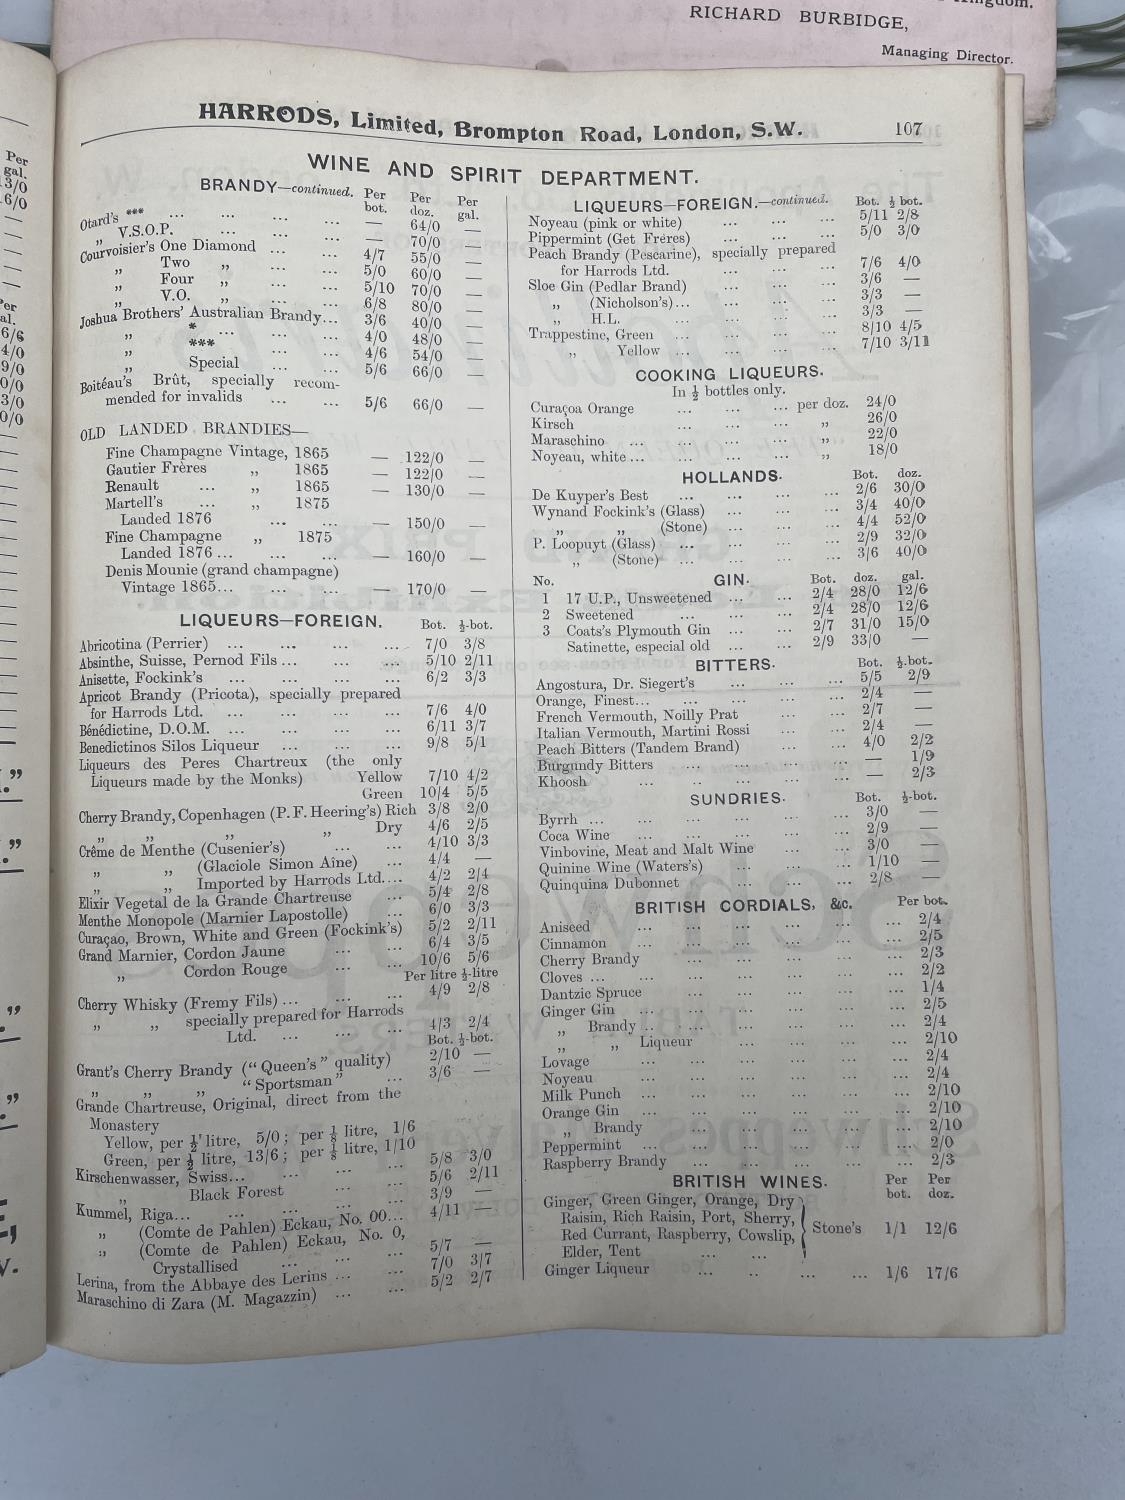 Kingdom.
RICHARD BURBIDGE,
Managing Director.
HARRODS, Limited, Brompton Road, London, S.W. 107
WINE AND SPIRIT DEPARTMENT.
BRANDY—continued. Per bot. Per doz. Per gal.
Otard's *** ... ... ... ... — 64/0 —
„ V.S.O.P. ... ... ... — 70/0 —
Courvoisier's One Diamond ... ... 4/7 55/0 —
„ Two „ ... ... 5/0 60/0 —
„ Four „ ... ... 5/10 70/0 —
„ V.O. „ ... ... 6/8 80/0 —
Joshua Brothers' Australian Brandy... 3/6 40/0 —
„ * ... ... ... 4/0 48/0 —
„ *** ... ... 4/6 54/0 —
„ Special ... ... 5/6 66/0 —
Boitéau's Brût, specially recom-
mended for invalids ... ... 5/6 66/0 —
OLD LANDED BRANDIES—
Fine Champagne Vintage, 1865 — 122/0 —
Gautier Frères „ 1865 — 122/0 —
Renault ... „ 1865 — 130/0 —
Martell's ... „ 1875
Landed 1876 ... ... — 150/0 —
Fine Champagne „ 1875
Landed 1876 ... ... ... — 160/0 —
Denis Mounie (grand champagne)
Vintage 1865... ... ... — 170/0 —
LIQUEURS—FOREIGN. Bot. ½-bot.
Abricotina (Perrier) ... ... ... ... 7/0 3/8
Absinthe, Suisse, Pernod Fils ... ... ... 5/10 2/11
Anisette, Fockink's ... ... ... ... 6/2 3/3
Apricot Brandy (Pricota), specially prepared
for Harrods Ltd. ... ... ... ... 7/6 4/0
Bénédictine, D.O.M. ... ... ... ... 6/11 3/7
Benedictinos Silos Liqueur ... ... ... 9/8 5/1
Liqueurs des Peres Chartreux (the only
Liqueurs made by the Monks) Yellow 7/10 4/2
Green 10/4 5/5
Cherry Brandy, Copenhagen (P. F. Heering's) Rich 3/8 2/0
„ „ „ „ Dry 4/6 2/5
Crême de Menthe (Cusenier's) ... ... 4/10 3/3
„ „ (Glaciole Simon Aîne) ... 4/4 —
„ „ Imported by Harrods Ltd.... 4/2 2/4
Elixir Vegetal de la Grande Chartreuse ... 5/4 2/8
Menthe Monopole (Marnier Lapostolle) ... 6/0 3/3
Curaçao, Brown, White and Green (Fockink's) 5/2 2/11
Grand Marnier, Cordon Jaune ... ... 6/4 3/5
„ Cordon Rouge ... ... 10/6 5/6
Per litre ½-litre
Cherry Whisky (Fremy Fils) ... ... ... 4/9 2/8
„ „ specially prepared for Harrods
Ltd. ... ... ... 4/3 2/4
Bot. ½-bot.
Grant's Cherry Brandy (“Queen's” quality) 2/10 —
„ „ „ “Sportsman” ... 3/6 —
Grande Chartreuse, Original, direct from the
Monastery
Yellow, per ½ litre, 5/0; per ⅛ litre, 1/6
Green, per ½ litre, 13/6; per ⅛ litre, 1/10
Kirschenwasser, Swiss... ... ... ... 5/8 3/0
„ Black Forest ... ... 5/6 2/11
Kummel, Riga... ... ... ... ... 3/9 —
„ (Comte de Pahlen) Eckau, No. 00... 4/11 —
„ (Comte de Pahlen) Eckau, No. 0,
Crystallised ... ... ... 5/7 —
Lerina, from the Abbaye des Lerins ... ... 7/0 3/7
Maraschino di Zara (M. Magazzin) ... ... 5/2 2/7
LIQUEURS—FOREIGN.—continued. Bot. ½ bot.
Noyeau (pink or white) ... ... ... 5/11 2/8
Pippermint (Get Freres) ... ... ... 5/0 3/0
Peach Brandy (Pescarine), specially prepared
for Harrods Ltd. ... ... ... 7/6 4/0
Sloe Gin (Pedlar Brand) ... ... ... 3/6 —
„ (Nicholson's)... ... ... ... 3/3 —
„ H.L. ... ... ... ... 3/3 —
Trappestine, Green ... ... ... ... 8/10 4/5
„ Yellow ... ... ... ... 7/10 3/11
COOKING LIQUEURS.
In ½ bottles only.
Curaçoa Orange ... ... ... per doz. 24/0
Kirsch ... ... ... „ 26/0
Maraschino ... ... ... ... „ 22/0
Noyeau, white ... ... ... ... „ 18/0
HOLLANDS. Bot. doz.
De Kuyper's Best ... ... ... ... 2/6 30/0
Wynand Fockink's (Glass) ... ... ... 3/4 40/0
„ „ (Stone) ... ... ... 4/4 52/0
P. Loopuyt (Glass) ... ... ... ... 2/9 32/0
„ (Stone) ... ... ... ... 3/6 40/0
No. GIN. Bot. doz. gal.
1 17 U.P., Unsweetened ... ... 2/4 28/0 12/6
2 Sweetened ... ... ... 2/4 28/0 12/6
3 Coats's Plymouth Gin ... ... 2/7 31/0 15/0
Satinette, especial old ... ... 2/9 33/0 —
BITTERS. Bot. ½-bot.
Angostura, Dr. Siegert's ... ... ... 5/5 2/9
Orange, Finest... ... ... ... ... 2/4 —
French Vermouth, Noilly Prat ... ... 2/7 —
Italian Vermouth, Martini Rossi ... ... 2/4 —
Peach Bitters (Tandem Brand) ... ... 4/0 2/2
Burgundy Bitters ... ... ... ... — 1/9
Khoosh ... .. ... ... ... — 2/3
SUNDRIES. Bot. ½-bot.
Byrrh ... ... ... ... ... ... 3/0 —
Coca Wine ... ... ... ... ... 2/9 —
Vinbovine, Meat and Malt Wine ... ... 3/0 —
Quinine Wine (Waters's) ... ... ... 1/10 —
Quinquina Dubonnet ... ... ... 2/8 —
BRITISH CORDIALS, &c. Per bot.
Aniseed ... ... ... ... ... ... 2/4
Cinnamon ... ... ... ... ... ... 2/5
Cherry Brandy ... ... ... ... ... 2/3
Cloves ... ... ... ... ... ... ... 2/2
Dantzic Spruce ... ... ... ... ... 1/4
Ginger Gin ... ... ... ... ... ... 2/5
„ Brandy .. ... ... ... ... ... 2/4
„ „ Liqueur ... ... ... ... 2/10
Lovage ... ... ... ... ... ... 2/4
Noyeau ... ... ... ... ... ... 2/4
Milk Punch ... ... ... ... ... ... 2/10
Orange Gin ... ... ... ... ... ... 2/10
„ Brandy ... ... ... ... ... 2/10
Peppermint ... ... ... ... ... ... 2/0
Raspberry Brandy ... ... ... ... ... 2/3
BRITISH WINES. Per bot. Per doz.
Ginger, Green Ginger, Orange, Dry
Raisin, Rich Raisin, Port, Sherry,
Red Currant, Raspberry, Cowslip,
Elder, Tent ... ...
Stone's 1/1 12/6
Ginger Liqueur ... .. ... ... 1/6 17/6